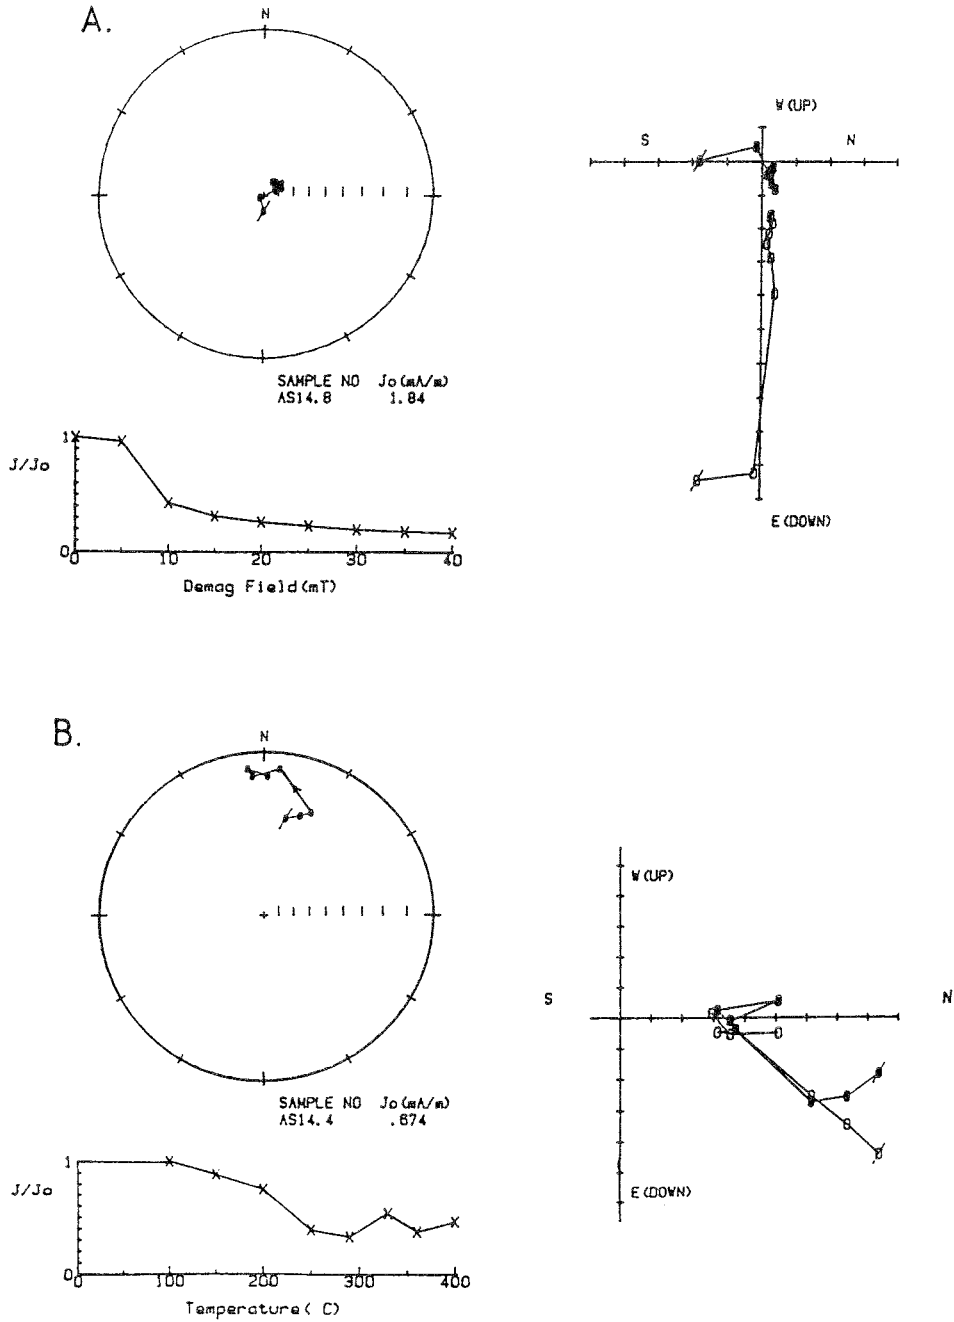 A.
N
W(UP)
S
N
SAMPLE NO Jo(mA/m)
AS14.8 1.84
E(DOWN)
1
J/Jo
0
0 10 20 30 40
Demag Field(mT)
B.
N
W(UP)
S
N
SAMPLE NO Jo(mA/m)
AS14.4 .674
E(DOWN)
1
J/Jo
0
0 100 200 300 400
Temperature( C)